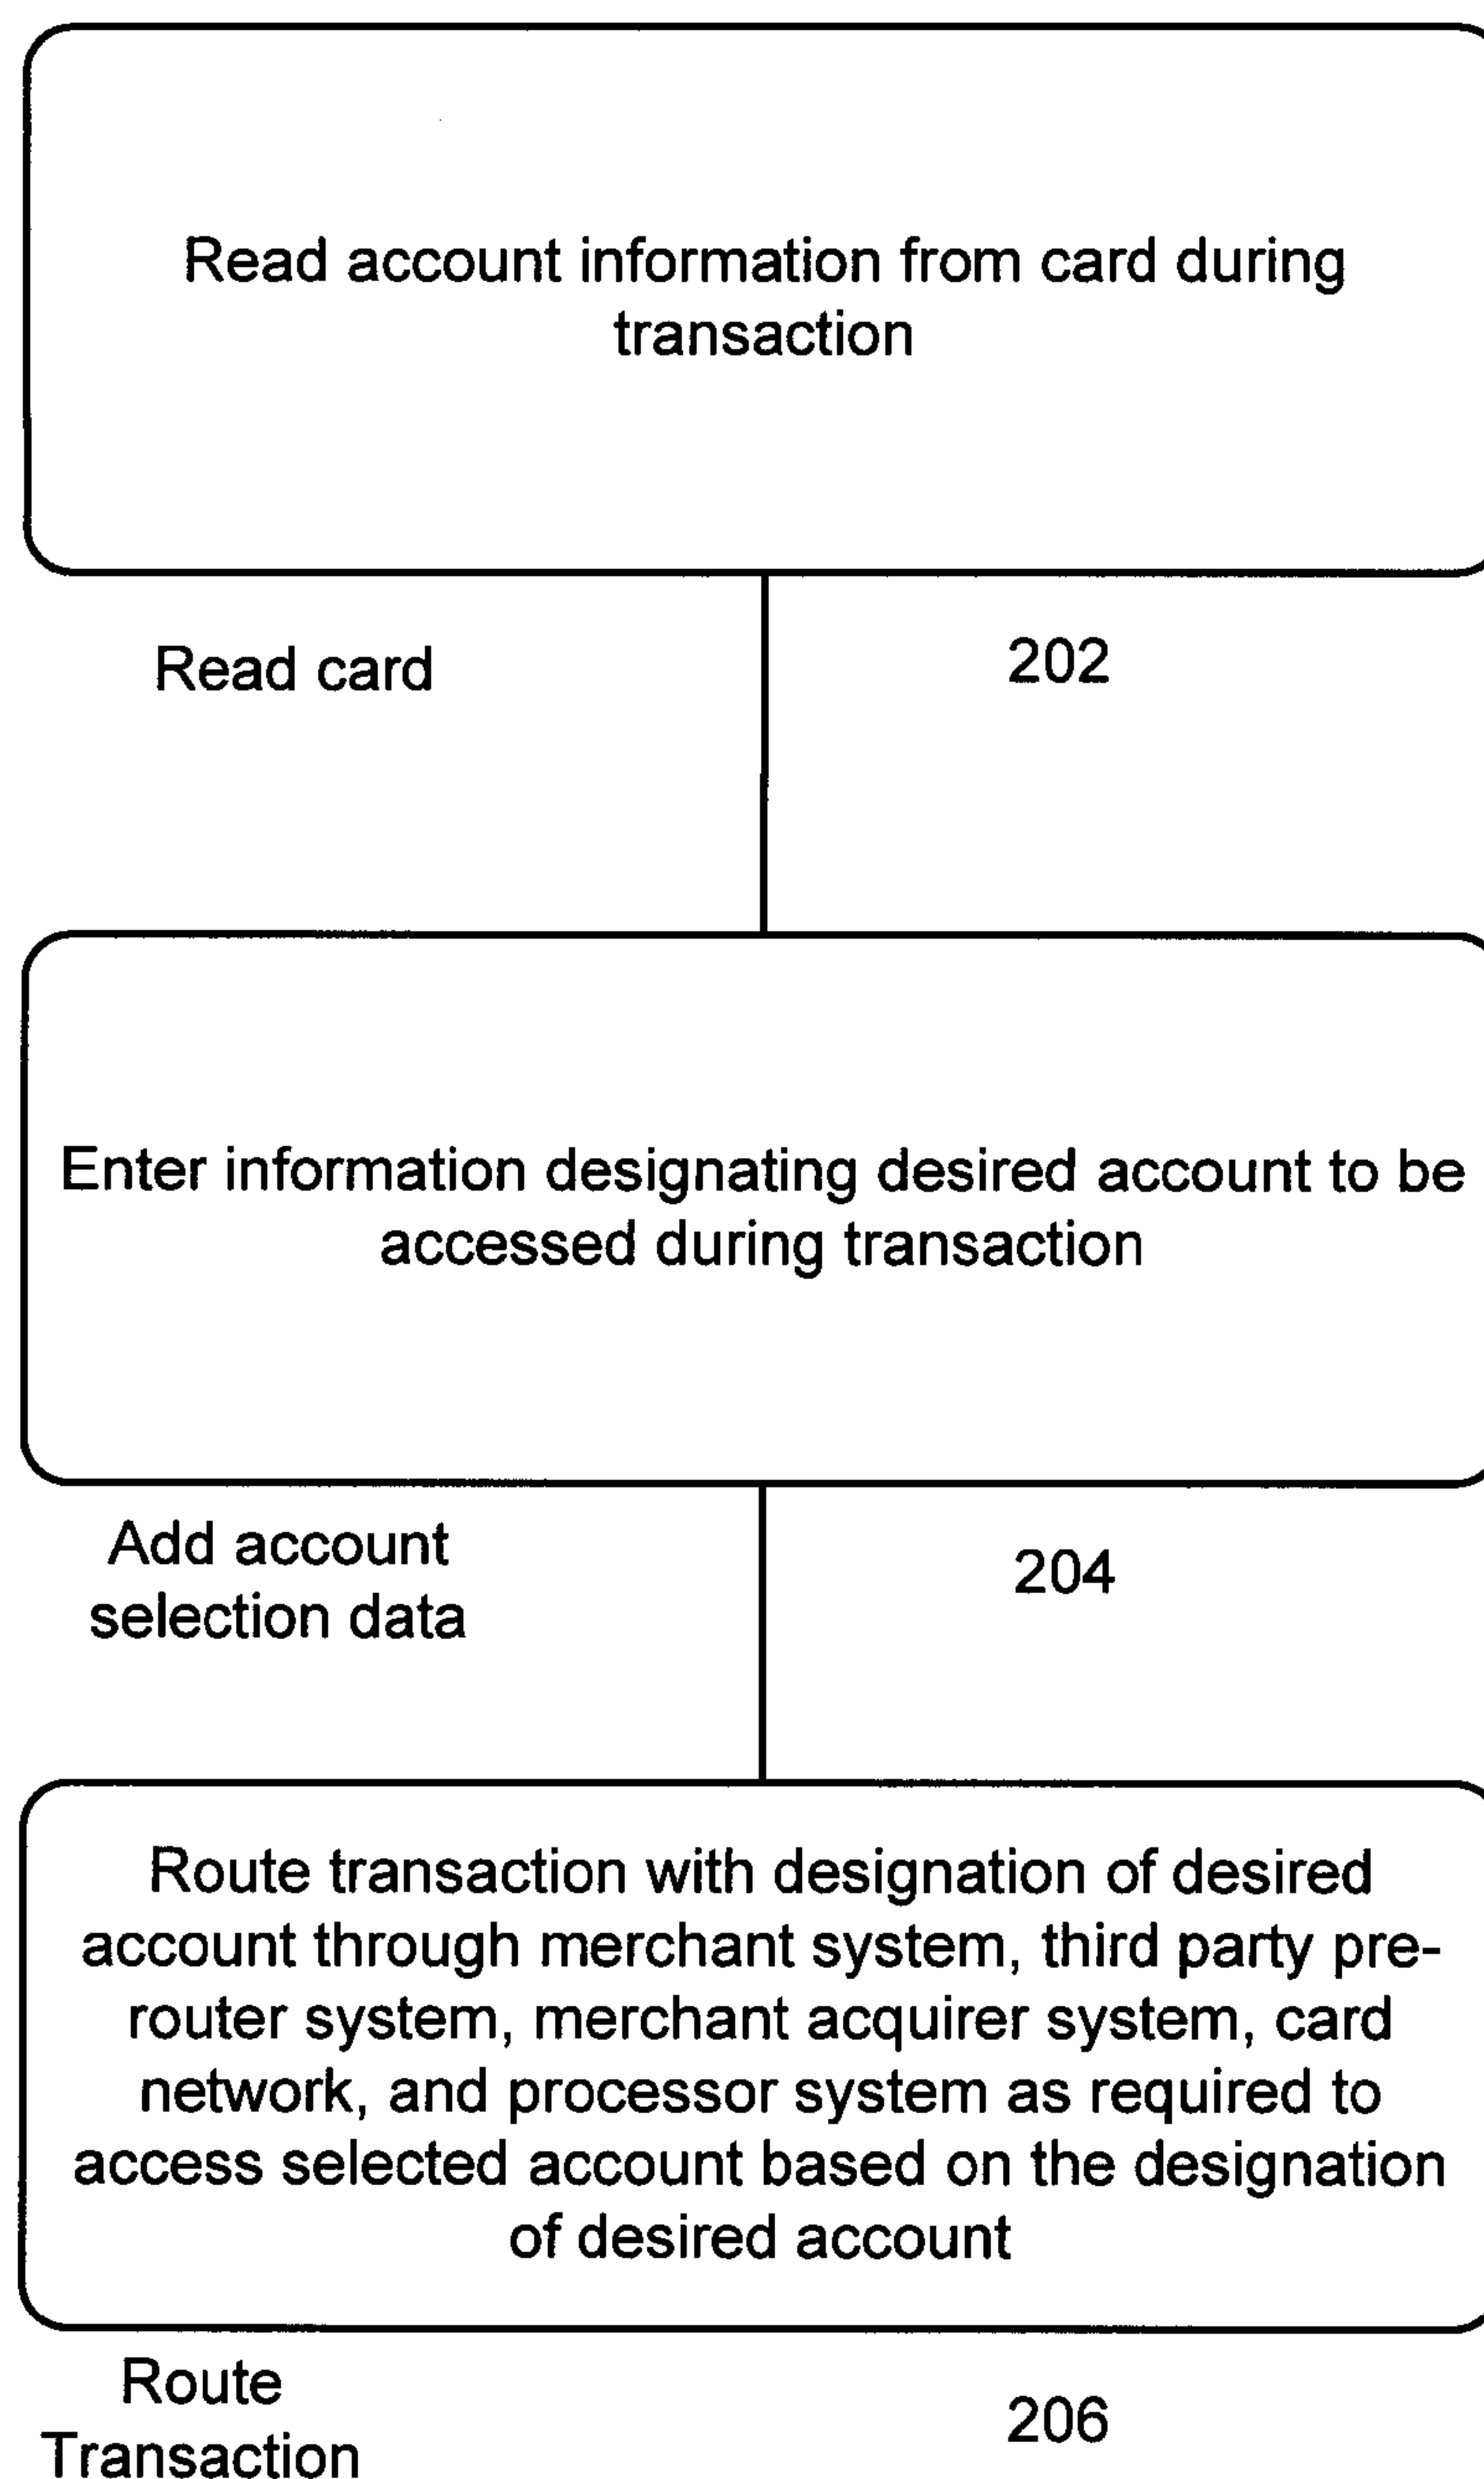 Read account information from card during
transaction
Read card
202
Enter information designating desired account to be
accessed during transaction
Add account
selection data
204
Route transaction with designation of desired
account through merchant system, third party pre-
router system, merchant acquirer system, card
network, and processor system as required to
access selected account based on the designation
of desired account
Route
Transaction
206